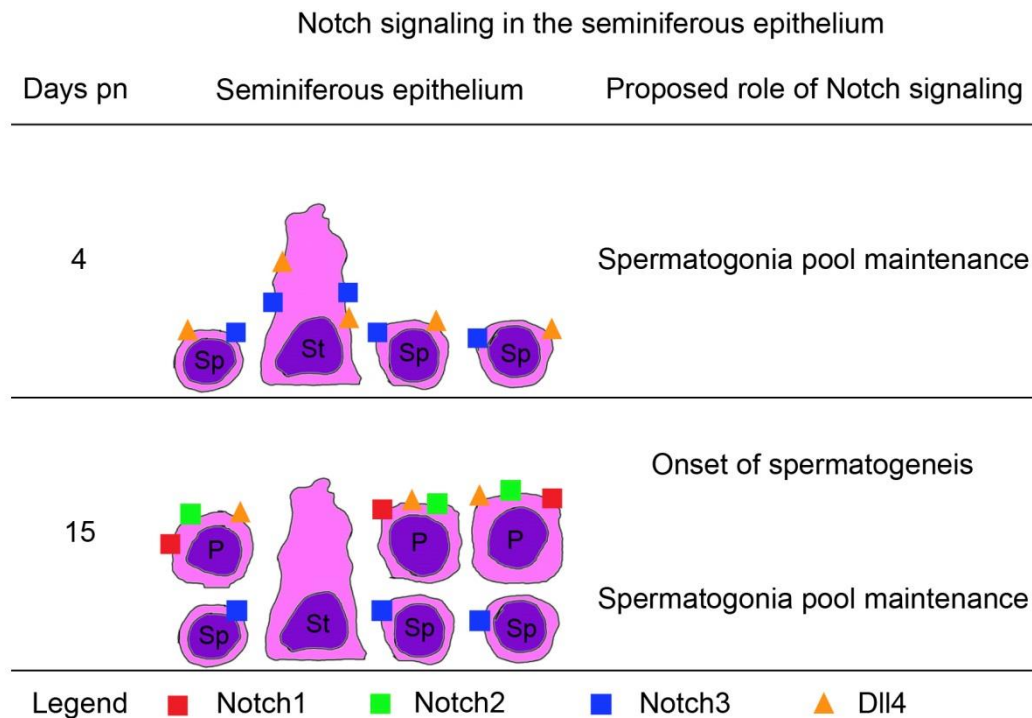 Notch signaling in the seminiferous epithelium
Days pn Seminiferous epithelium Proposed role of Notch signaling
4 Spermatogonia pool maintenance
Sp St Sp Sp
Onset of spermatogeneis
15
P P P
Spermatogonia pool maintenance
Sp St Sp Sp
Legend Notch1 Notch2 Notch3 Dll4